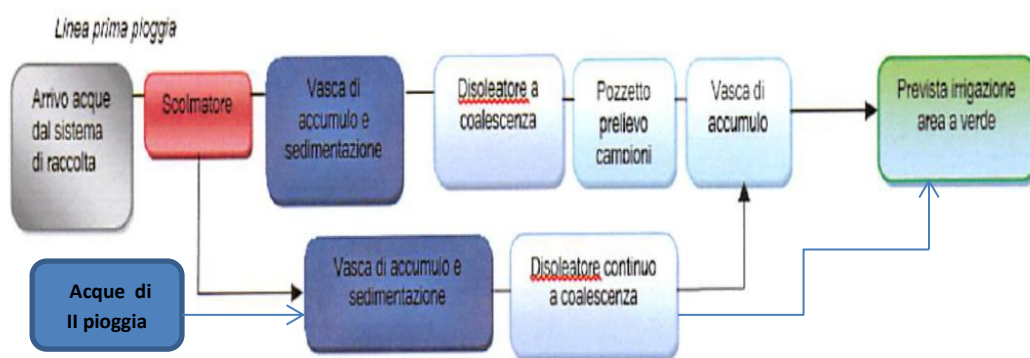 Linea prima pioggia
Arrivo acque
dal sistema
di raccolta
Scolmatore
Vasca di
accumulo e
sedimentazione
Disoleatore a
coalescenza
Pozzetto
prelievo
campioni
Vasca di
accumulo
Prevista irrigazione
area a verde
Acque di
II pioggia
Vasca di accumulo e
sedimentazione
Disoleatore continuo
a coalescenza